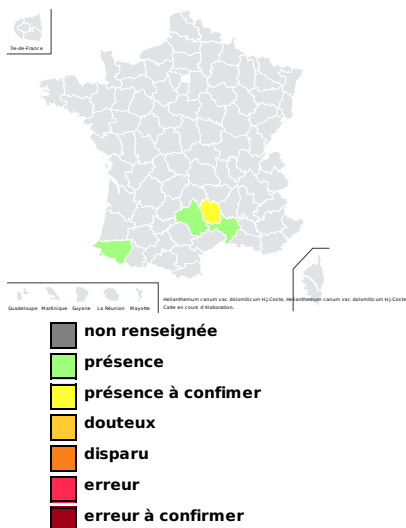 Île-de-France
Guadeloupe Martinique Guyane La Réunion Mayotte
Helianthemum canum var. dolomiticum H.J.Coste, Helianthemum canum var. dolomiticum H.J.Coste
Carte en cours d'élaboration.
non renseignée
présence
présence à confimer
douteux
disparu
erreur
erreur à confirmer